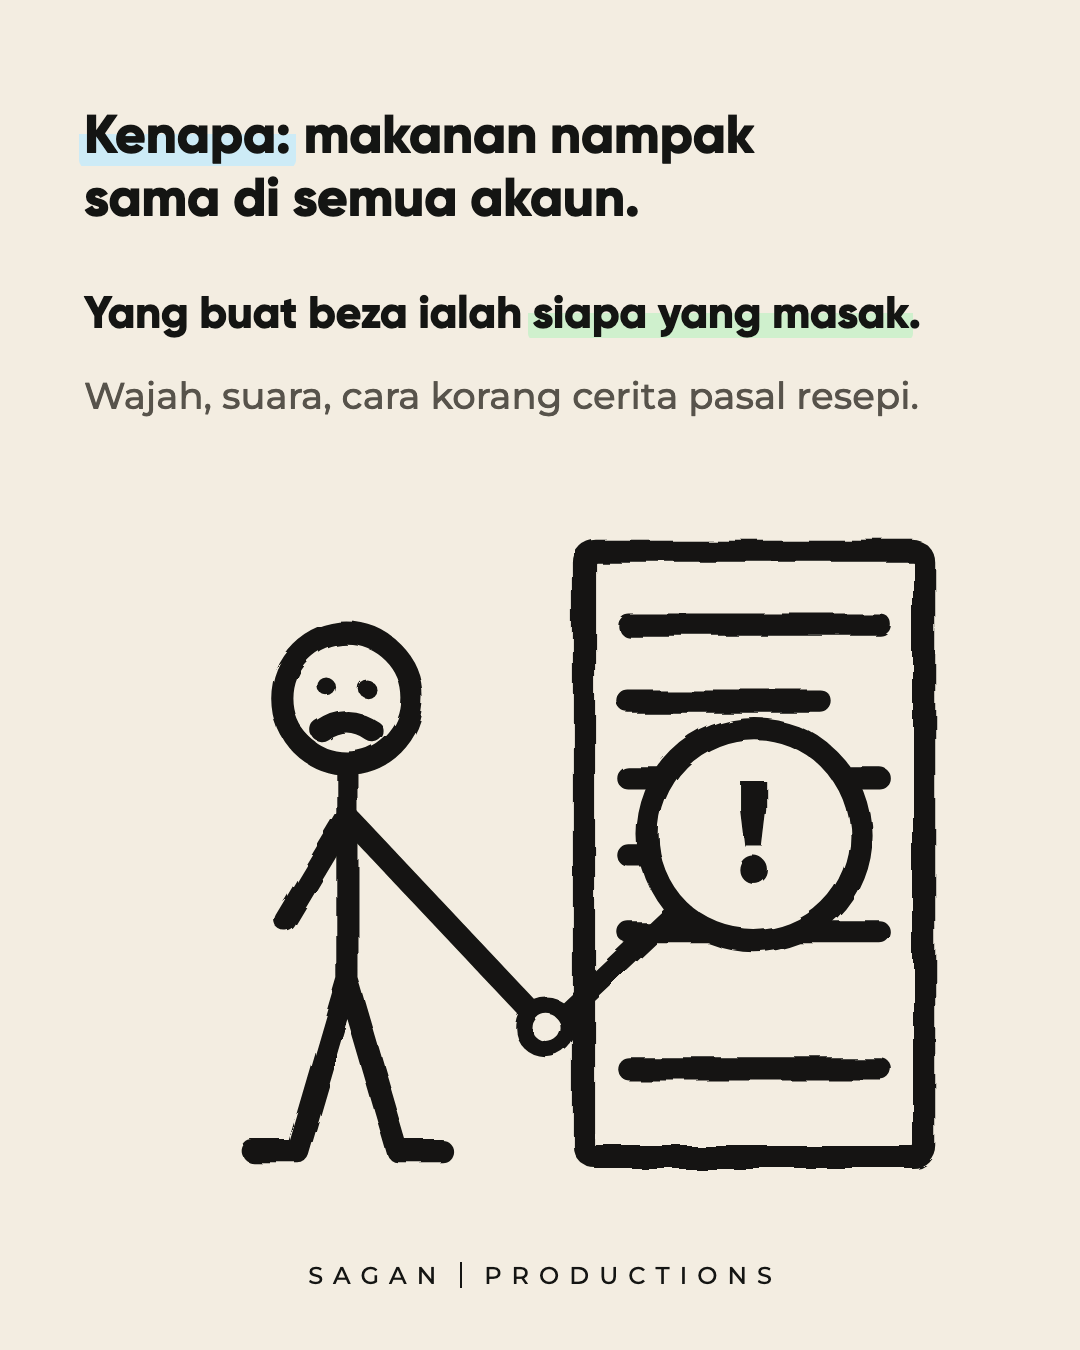 Kenapa: makanan nampak
sama di semua akaun.
Yang buat beza ialah siapa yang masak.
Wajah, suara, cara korang cerita pasal resepi.
!
SAGAN | PRODUCTIONS